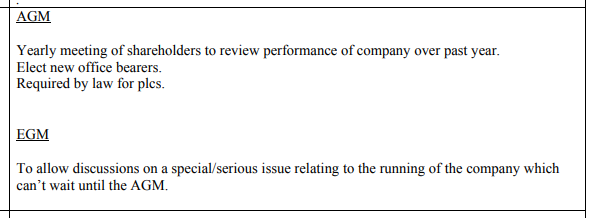 AGM
Yearly meeting of shareholders to review performance of company over past year.
Elect new office bearers.
Required by law for plcs.
EGM
To allow discussions on a special/serious issue relating to the running of the company which
can't wait until the AGM.